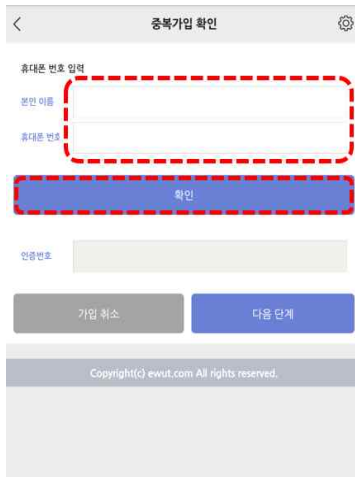 중복가입 확인
휴대폰 번호 입력
본인 이름
휴대폰 번호
확인
인증번호
가입 취소
다음 단계
Copyright(c) ewut.com All rights reserved.